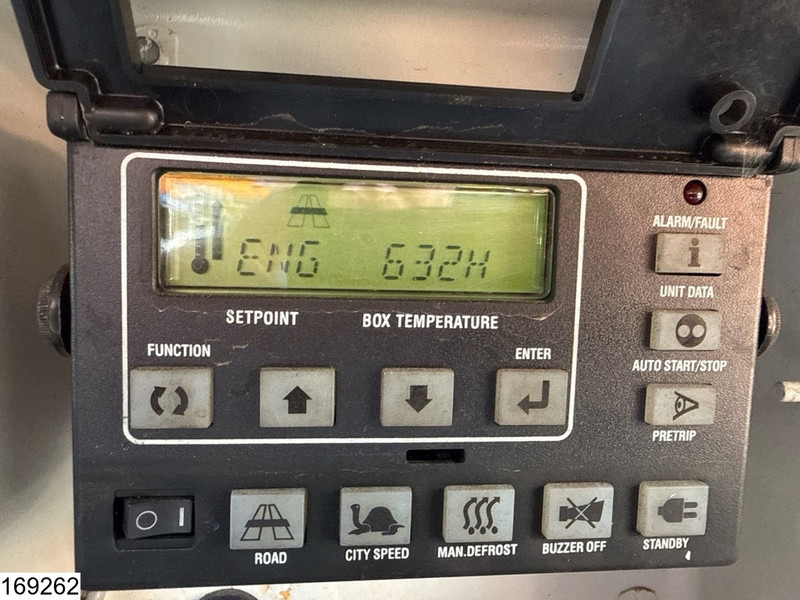 ALARM/FAULT
ENG 632H
SETPOINT BOX TEMPERATURE
i
UNIT DATA
FUNCTION ENTER
AUTO START/STOP
PRETRIP
O I
ROAD CITY SPEED MAN.DEFROST BUZZER OFF STANDBY
169262